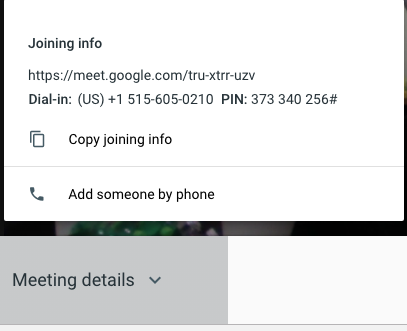 Joining info
https://meet.google.com/tru-xtrr-uzv
Dial-in: (US) +1 515-605-0210 PIN: 373 340 256#
Copy joining info
Add someone by phone
Meeting details